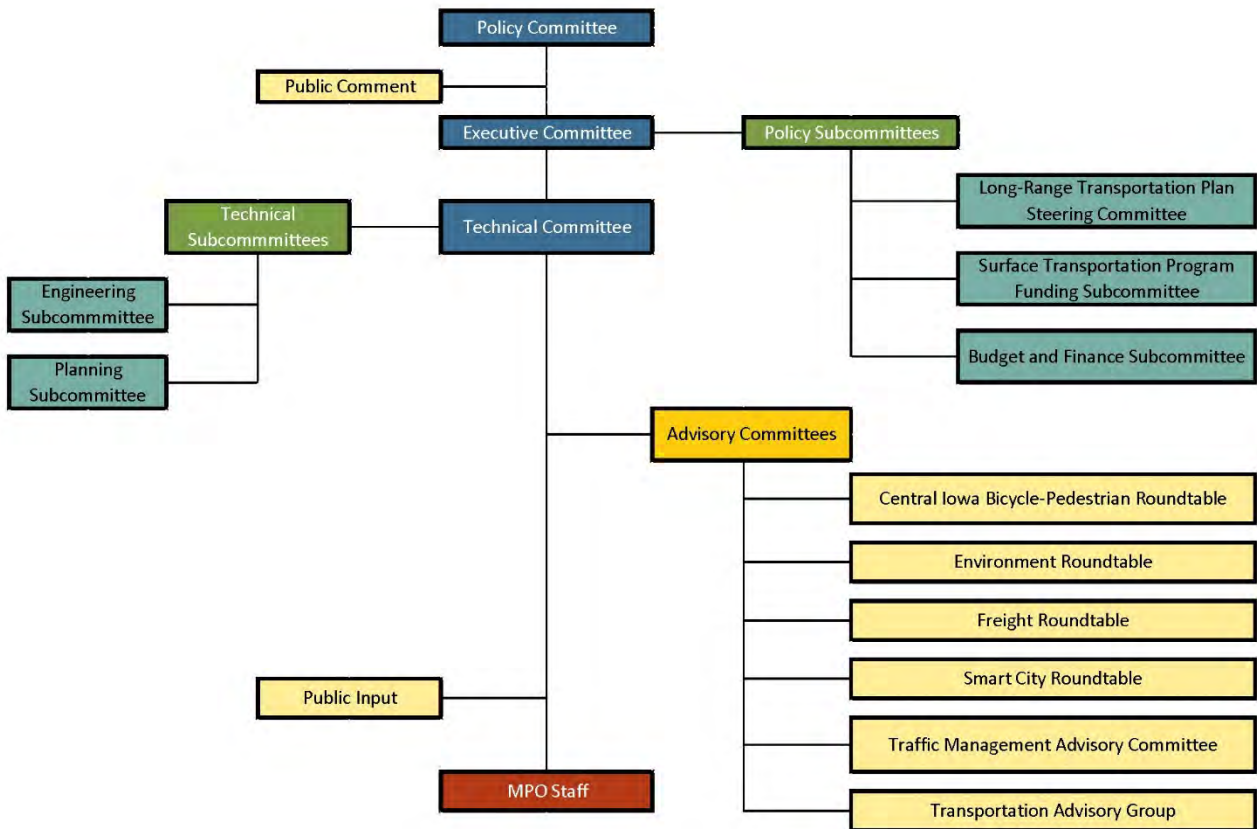 Policy Committee
Public Comment
Executive Committee
Policy Subcommittees
Long-Range Transportation Plan
Steering Committee
Technical
Subcommmittees
Technical Committee
Surface Transportation Program
Funding Subcommittee
Engineering
Subcommmittee
Budget and Finance Subcommittee
Planning
Subcommittee
Advisory Committees
Central Iowa Bicycle-Pedestrian Roundtable
Environment Roundtable
Freight Roundtable
Smart City Roundtable
Public Input
Traffic Management Advisory Committee
MPO Staff
Transportation Advisory Group